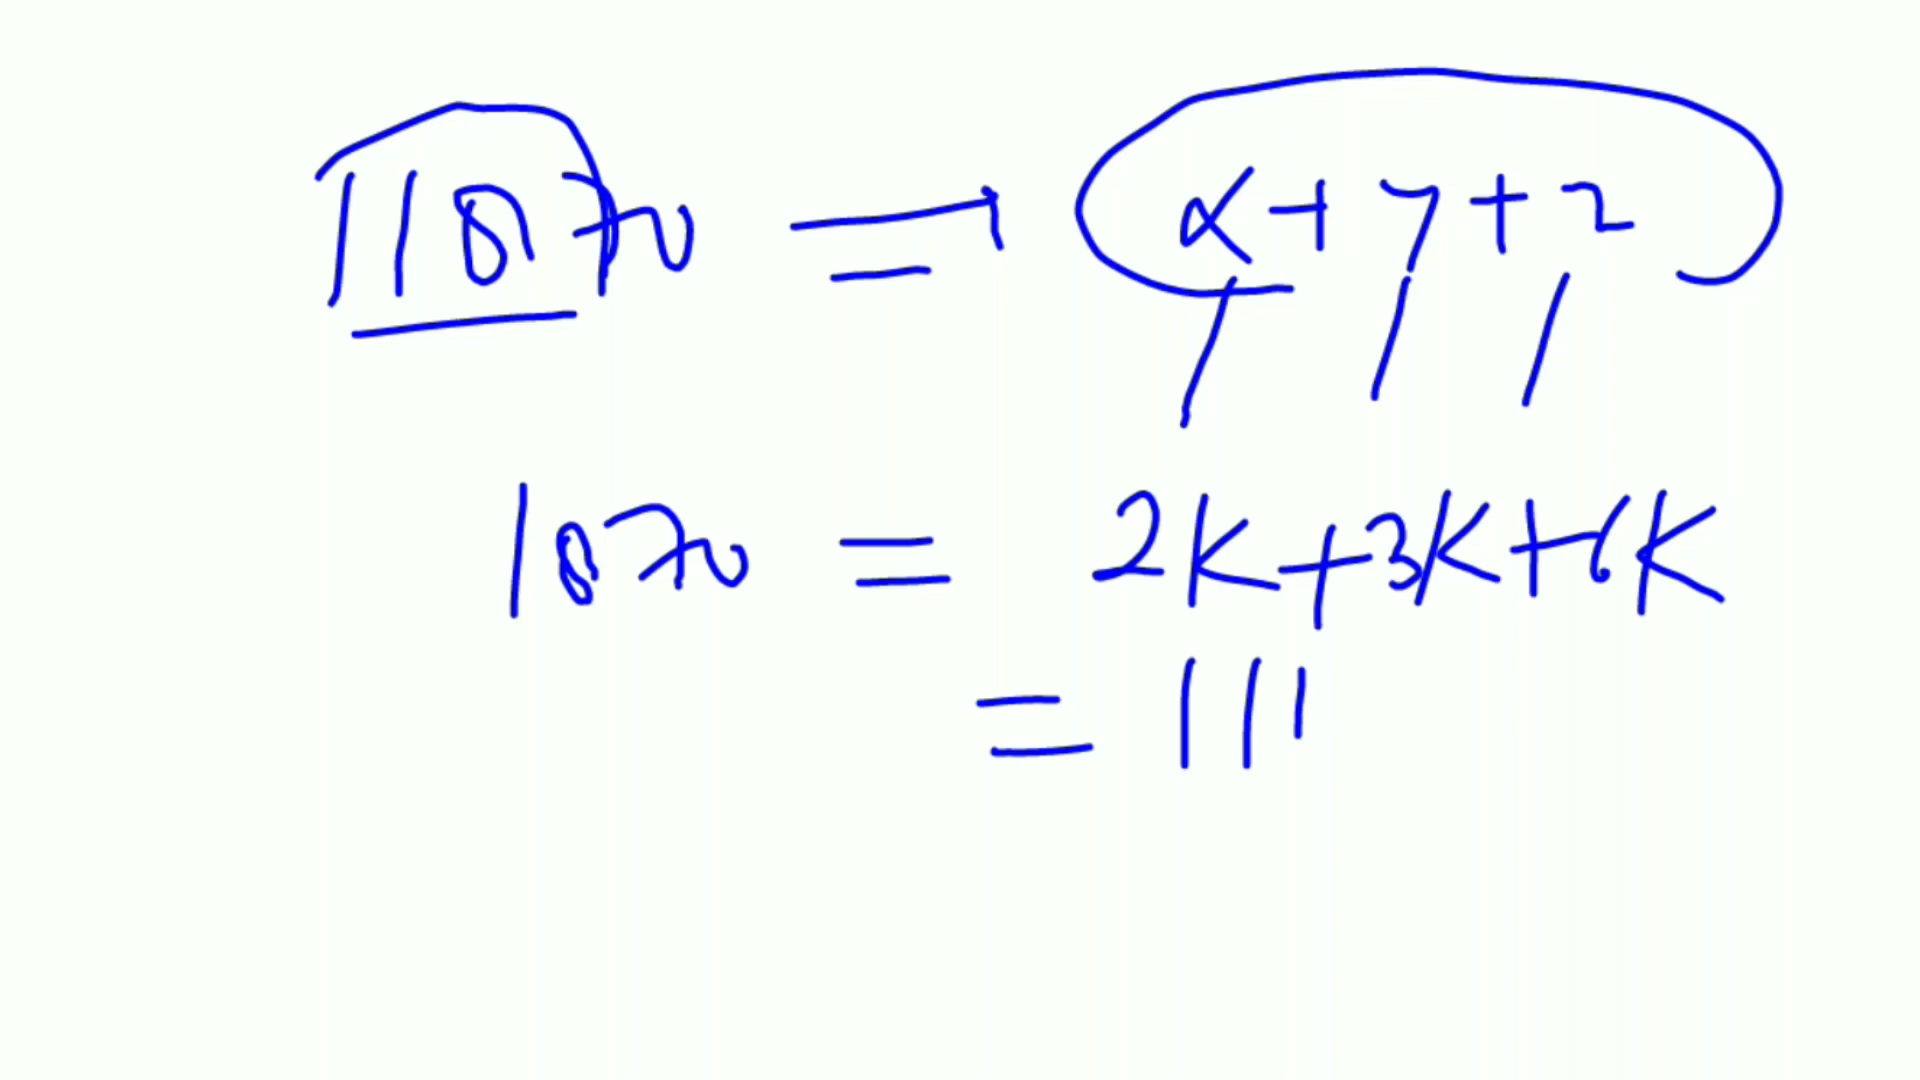 11870 = x + y + z
1870 = 2K + 3K + 6K
= 111